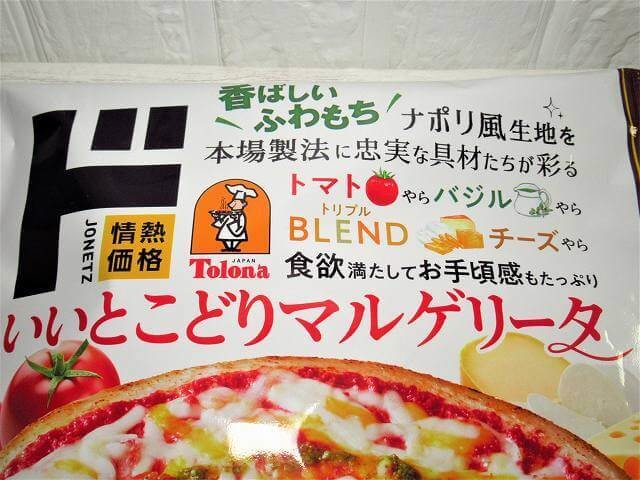 ド
JONETZ
情熱
価格
香ばしい
ふわもち
ナポリ風生地を
本場製法に忠実な具材たちが彩る
JAPAN
Tolona
トマトやらバジルやら
トリプル
BLENDチーズやら
食欲満たしてお手頃感もたっぷり
いいとこどりマルゲリータ